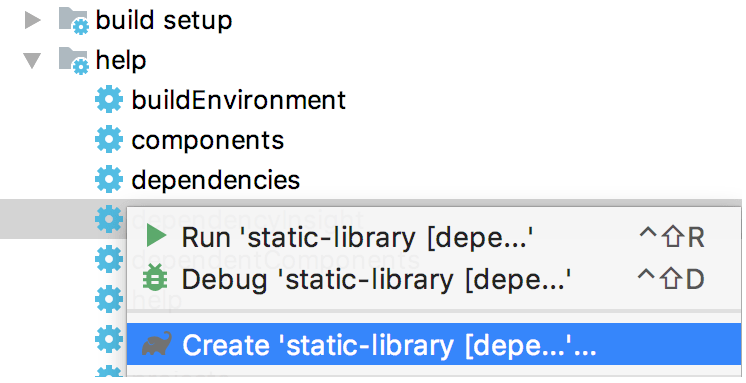 build setup
help
buildEnvironment
components
dependencies
dependencyInsight
Run 'static-library [depe...' ^⇧R
dependentComponents
Debug 'static-library [depe...' ^⇧D
help
Create 'static-library [depe...'...